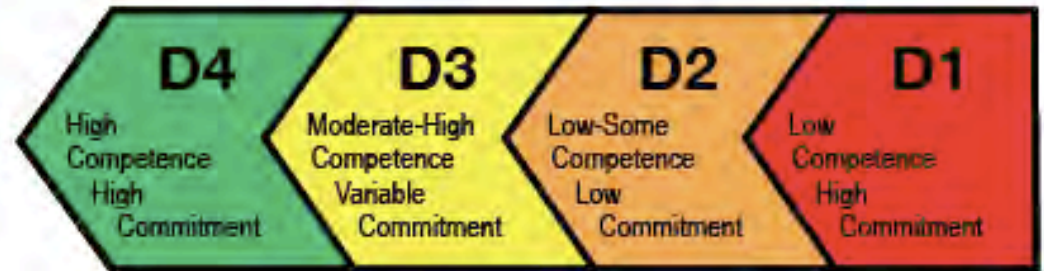 D4
High
Competence
High
Commitment
D3
Moderate-High
Competence
Variable
Commitment
D2
Low-Some
Competence
Low
Commitment
D1
Low
Competence
High
Commitment